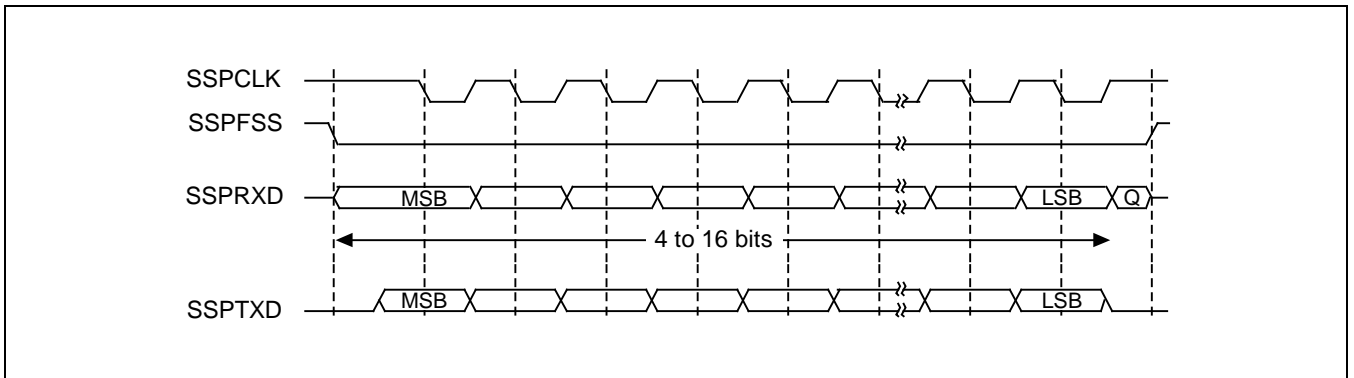 SSPCLK
SSPFSS
SSPRXD MSB LSB Q
4 to 16 bits
SSPTXD MSB LSB